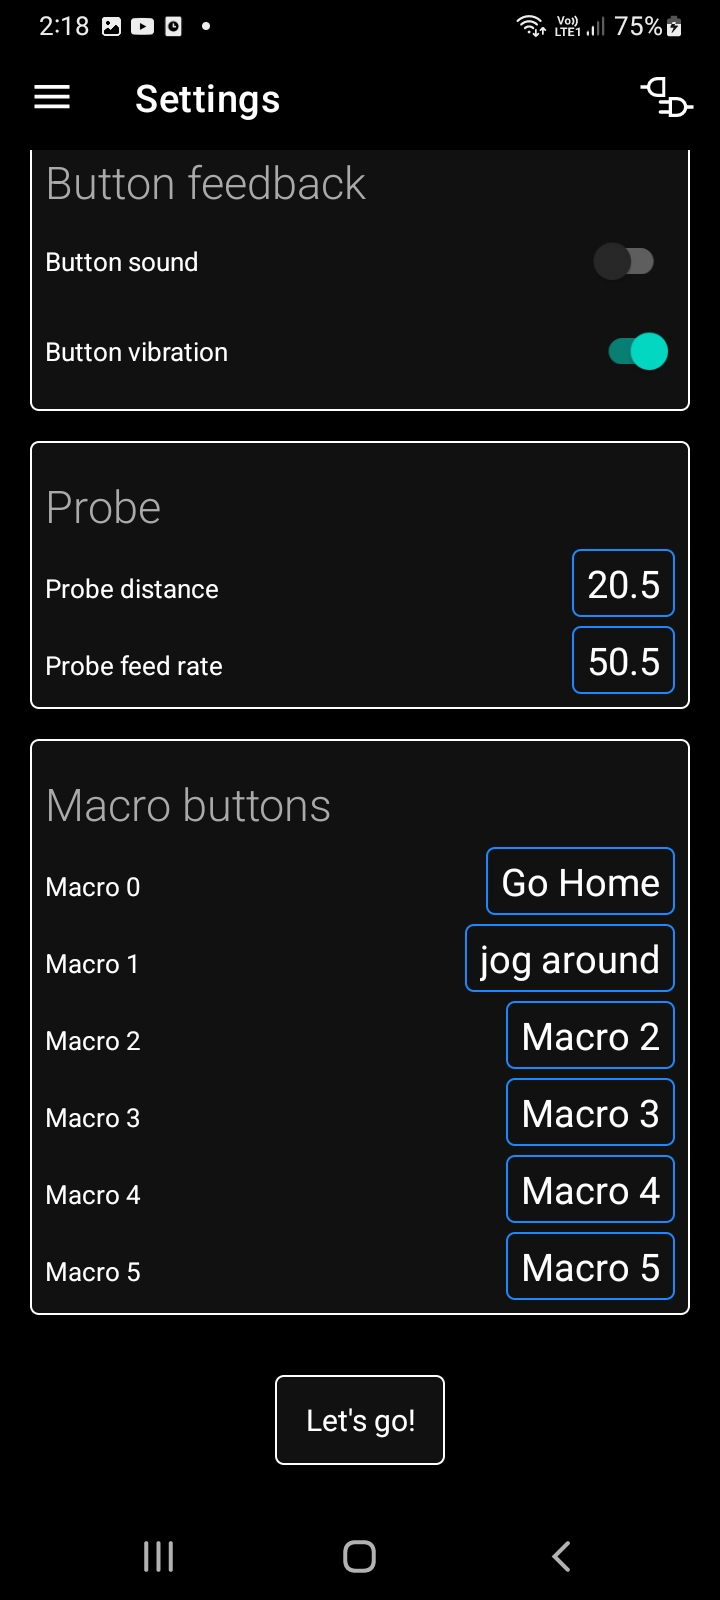 2:18 Vo) LTE1 75%
Settings
Button feedback
Button sound
Button vibration
Probe
Probe distance 20.5
Probe feed rate 50.5
Macro buttons
Macro 0 Go Home
Macro 1 jog around
Macro 2 Macro 2
Macro 3 Macro 3
Macro 4 Macro 4
Macro 5 Macro 5
Let's go!